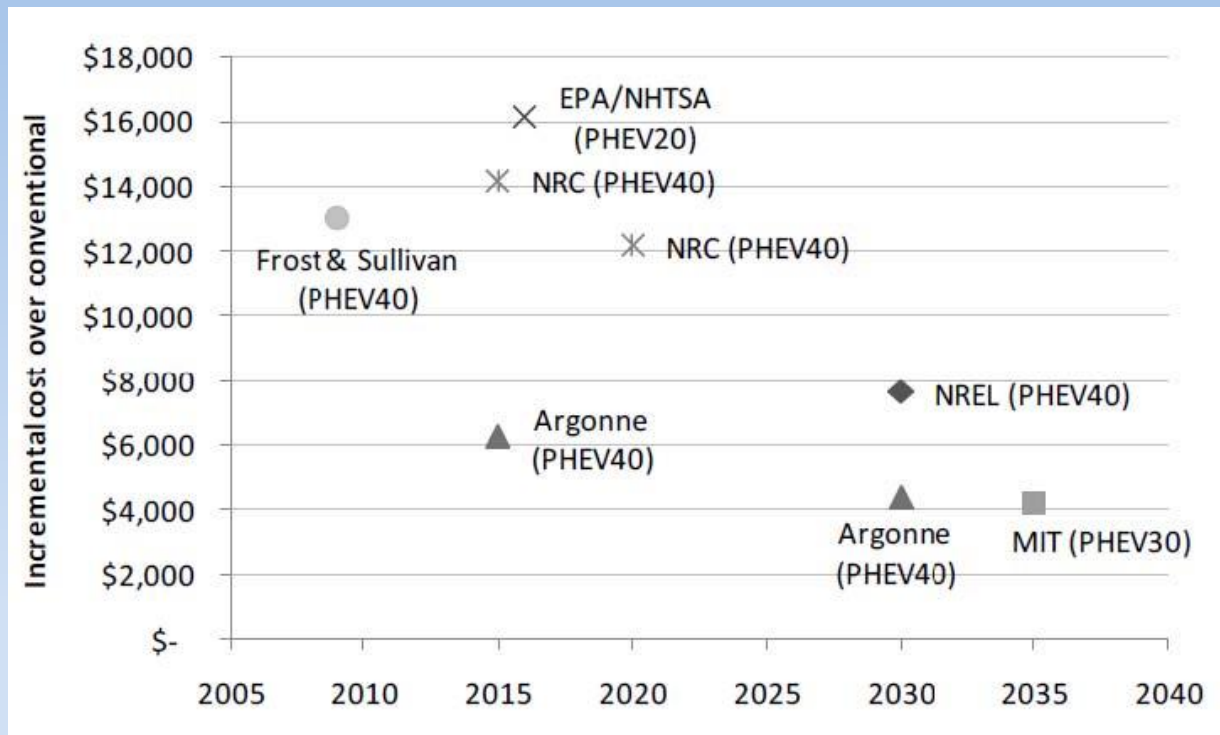 Incremental cost over conventional
$18,000
$16,000
$14,000
$12,000
$10,000
$8,000
$6,000
$4,000
$2,000
$-
EPA/NHTSA
(PHEV20)
NRC (PHEV40)
Frost & Sullivan
(PHEV40)
NRC (PHEV40)
NREL (PHEV40)
Argonne
(PHEV40)
Argonne
(PHEV40)
MIT (PHEV30)
2005 2010 2015 2020 2025 2030 2035 2040